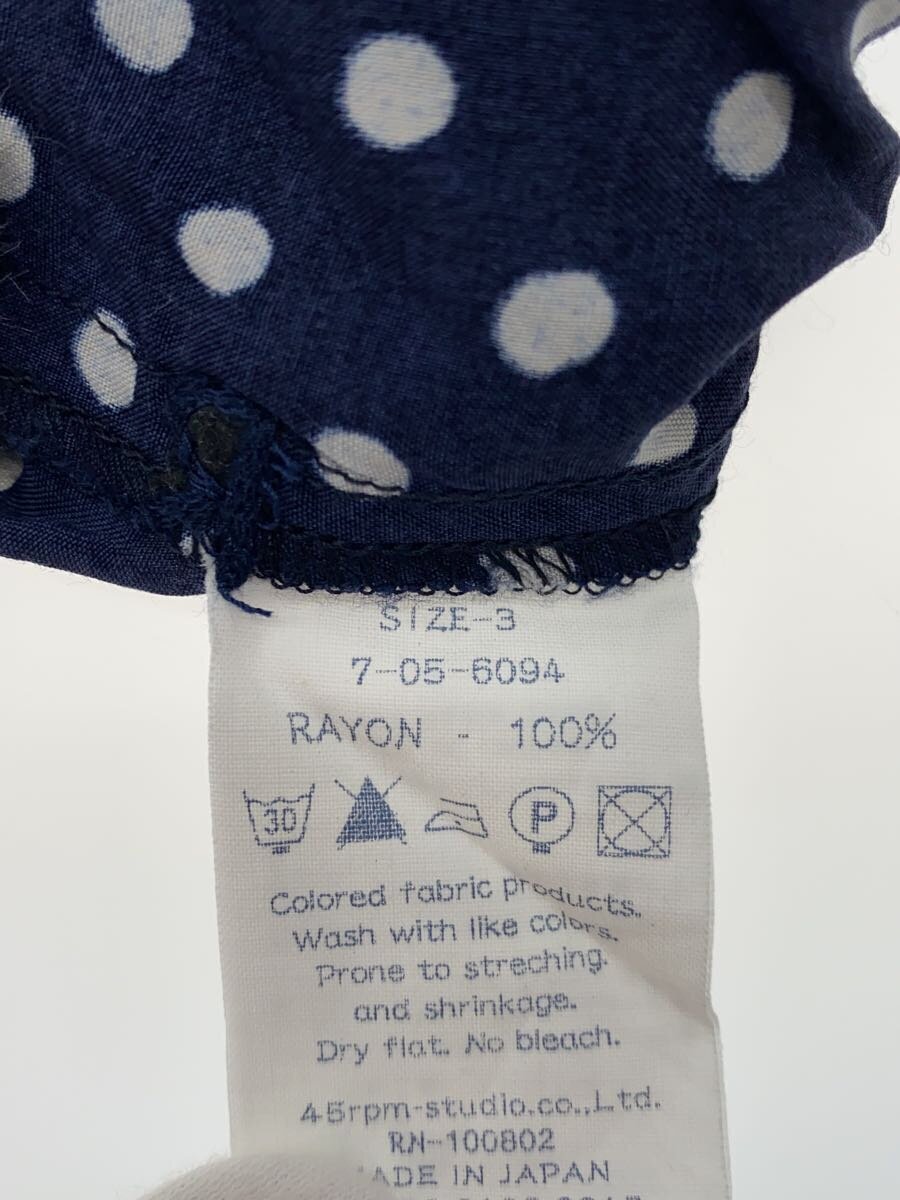 SIZE-3
7-05-6094
RAYON - 100%
30 P
Colored fabric products.
Wash with like colors.
Prone to streching.
and shrinkage.
Dry flat. No bleach.
45rpm-studio.co.,Ltd.
RN-100802
ADE IN JAPAN